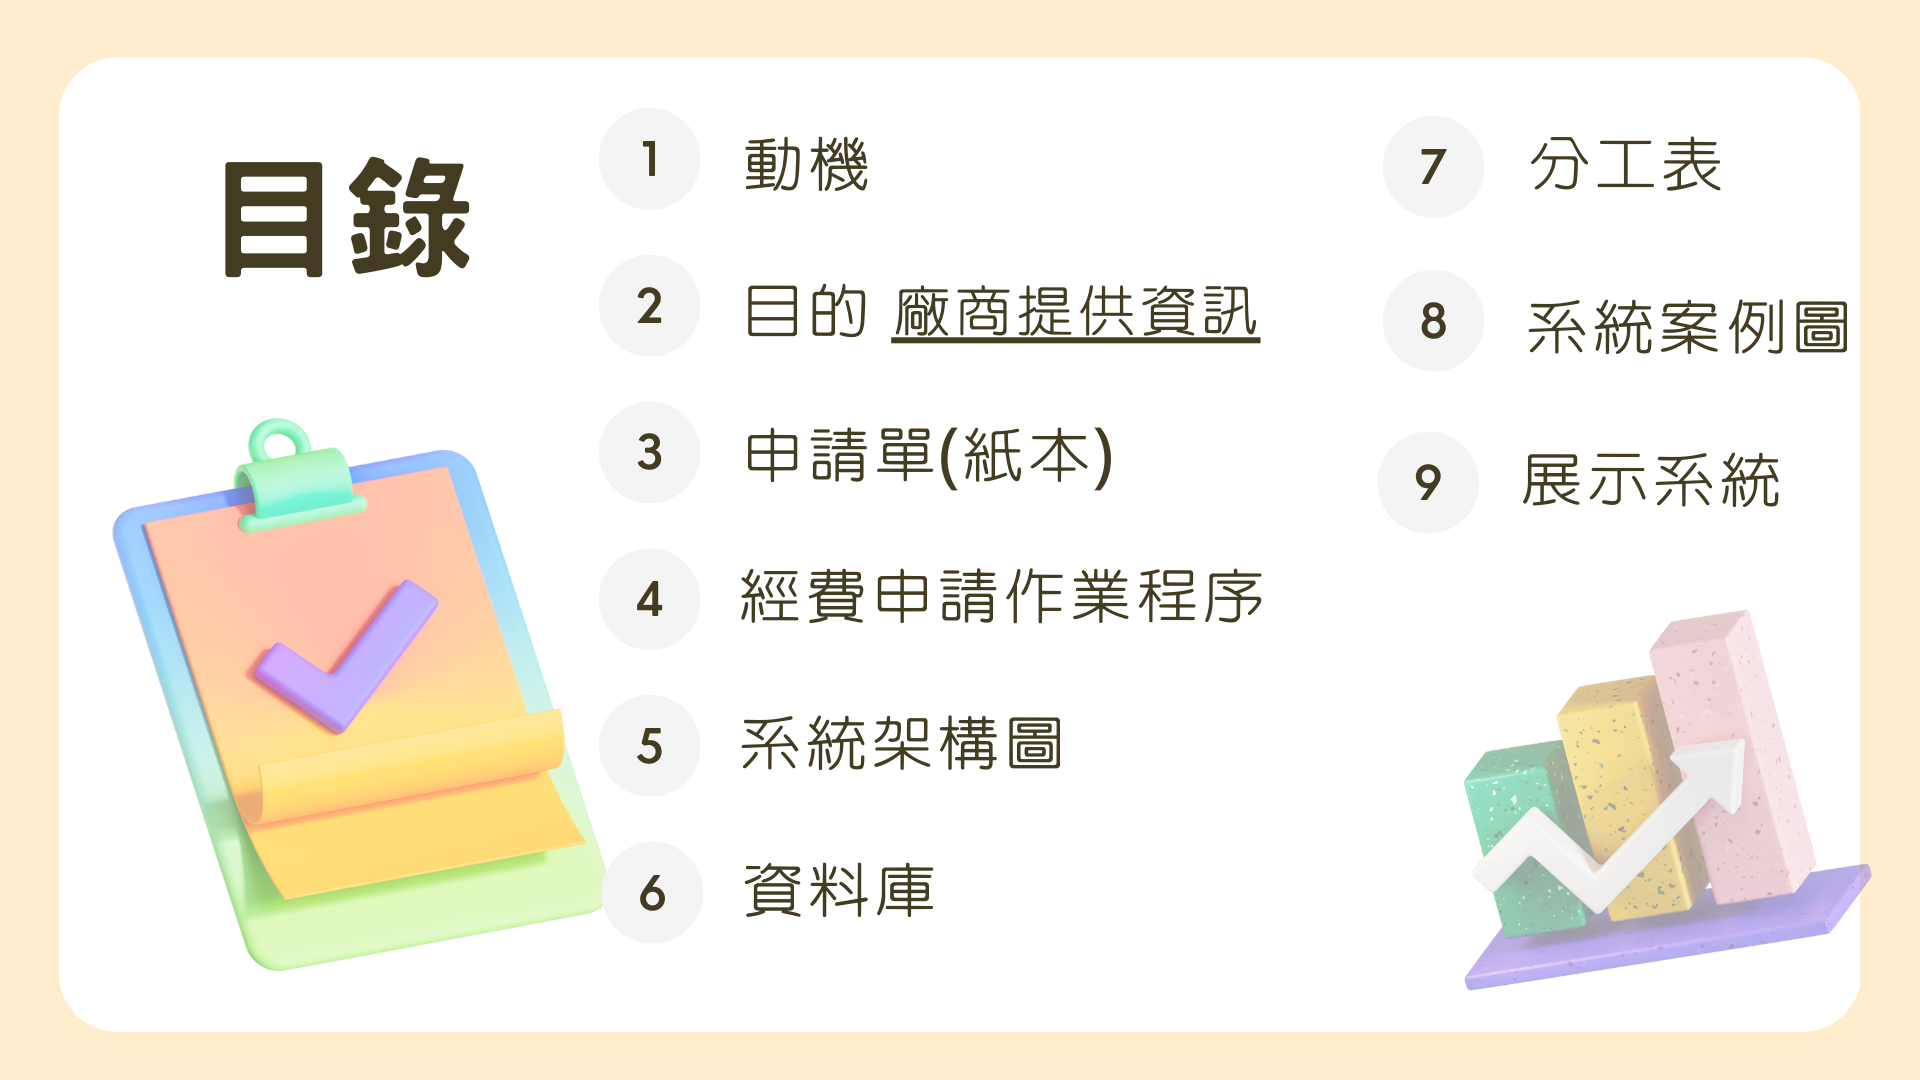 目錄
1 動機
2 目的 廠商提供資訊
3 申請單(紙本)
4 經費申請作業程序
5 系統架構圖
6 資料庫
7 分工表
8 系統案例圖
9 展示系統